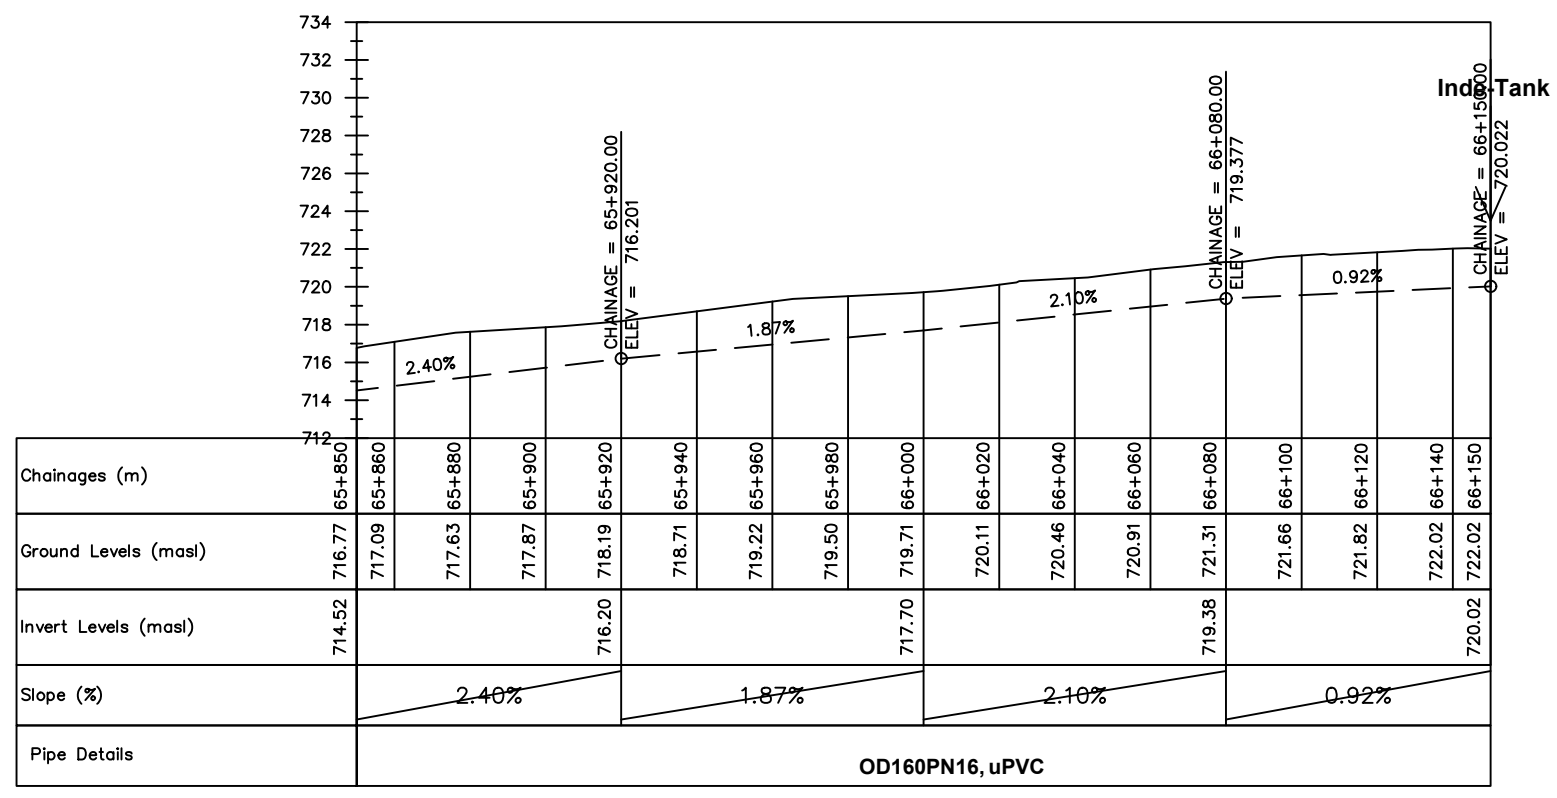 734
732
730
728
726
724
722
720
718
716
714
712
Indo-Tank
CHAINAGE = 65+920.00
ELEV = 716.201
CHAINAGE = 66+080.00
ELEV = 719.377
CHAINAGE = 66+150.00
ELEV = 720.022
2.40%
1.87%
2.10%
0.92%
Chainages (m) 65+850 65+860 65+880 65+900 65+920 65+940 65+960 65+980 66+000 66+020 66+040 66+060 66+080 66+100 66+120 66+140 66+150
Ground Levels (masl) 716.77 717.09 717.63 717.87 718.19 718.71 719.22 719.50 719.71 720.11 720.46 720.91 721.31 721.66 721.82 722.02 722.02
Invert Levels (masl) 714.52 716.20 717.70 719.38 720.02
Slope (%) 2.40% 1.87% 2.10% 0.92%
Pipe Details OD160PN16, uPVC